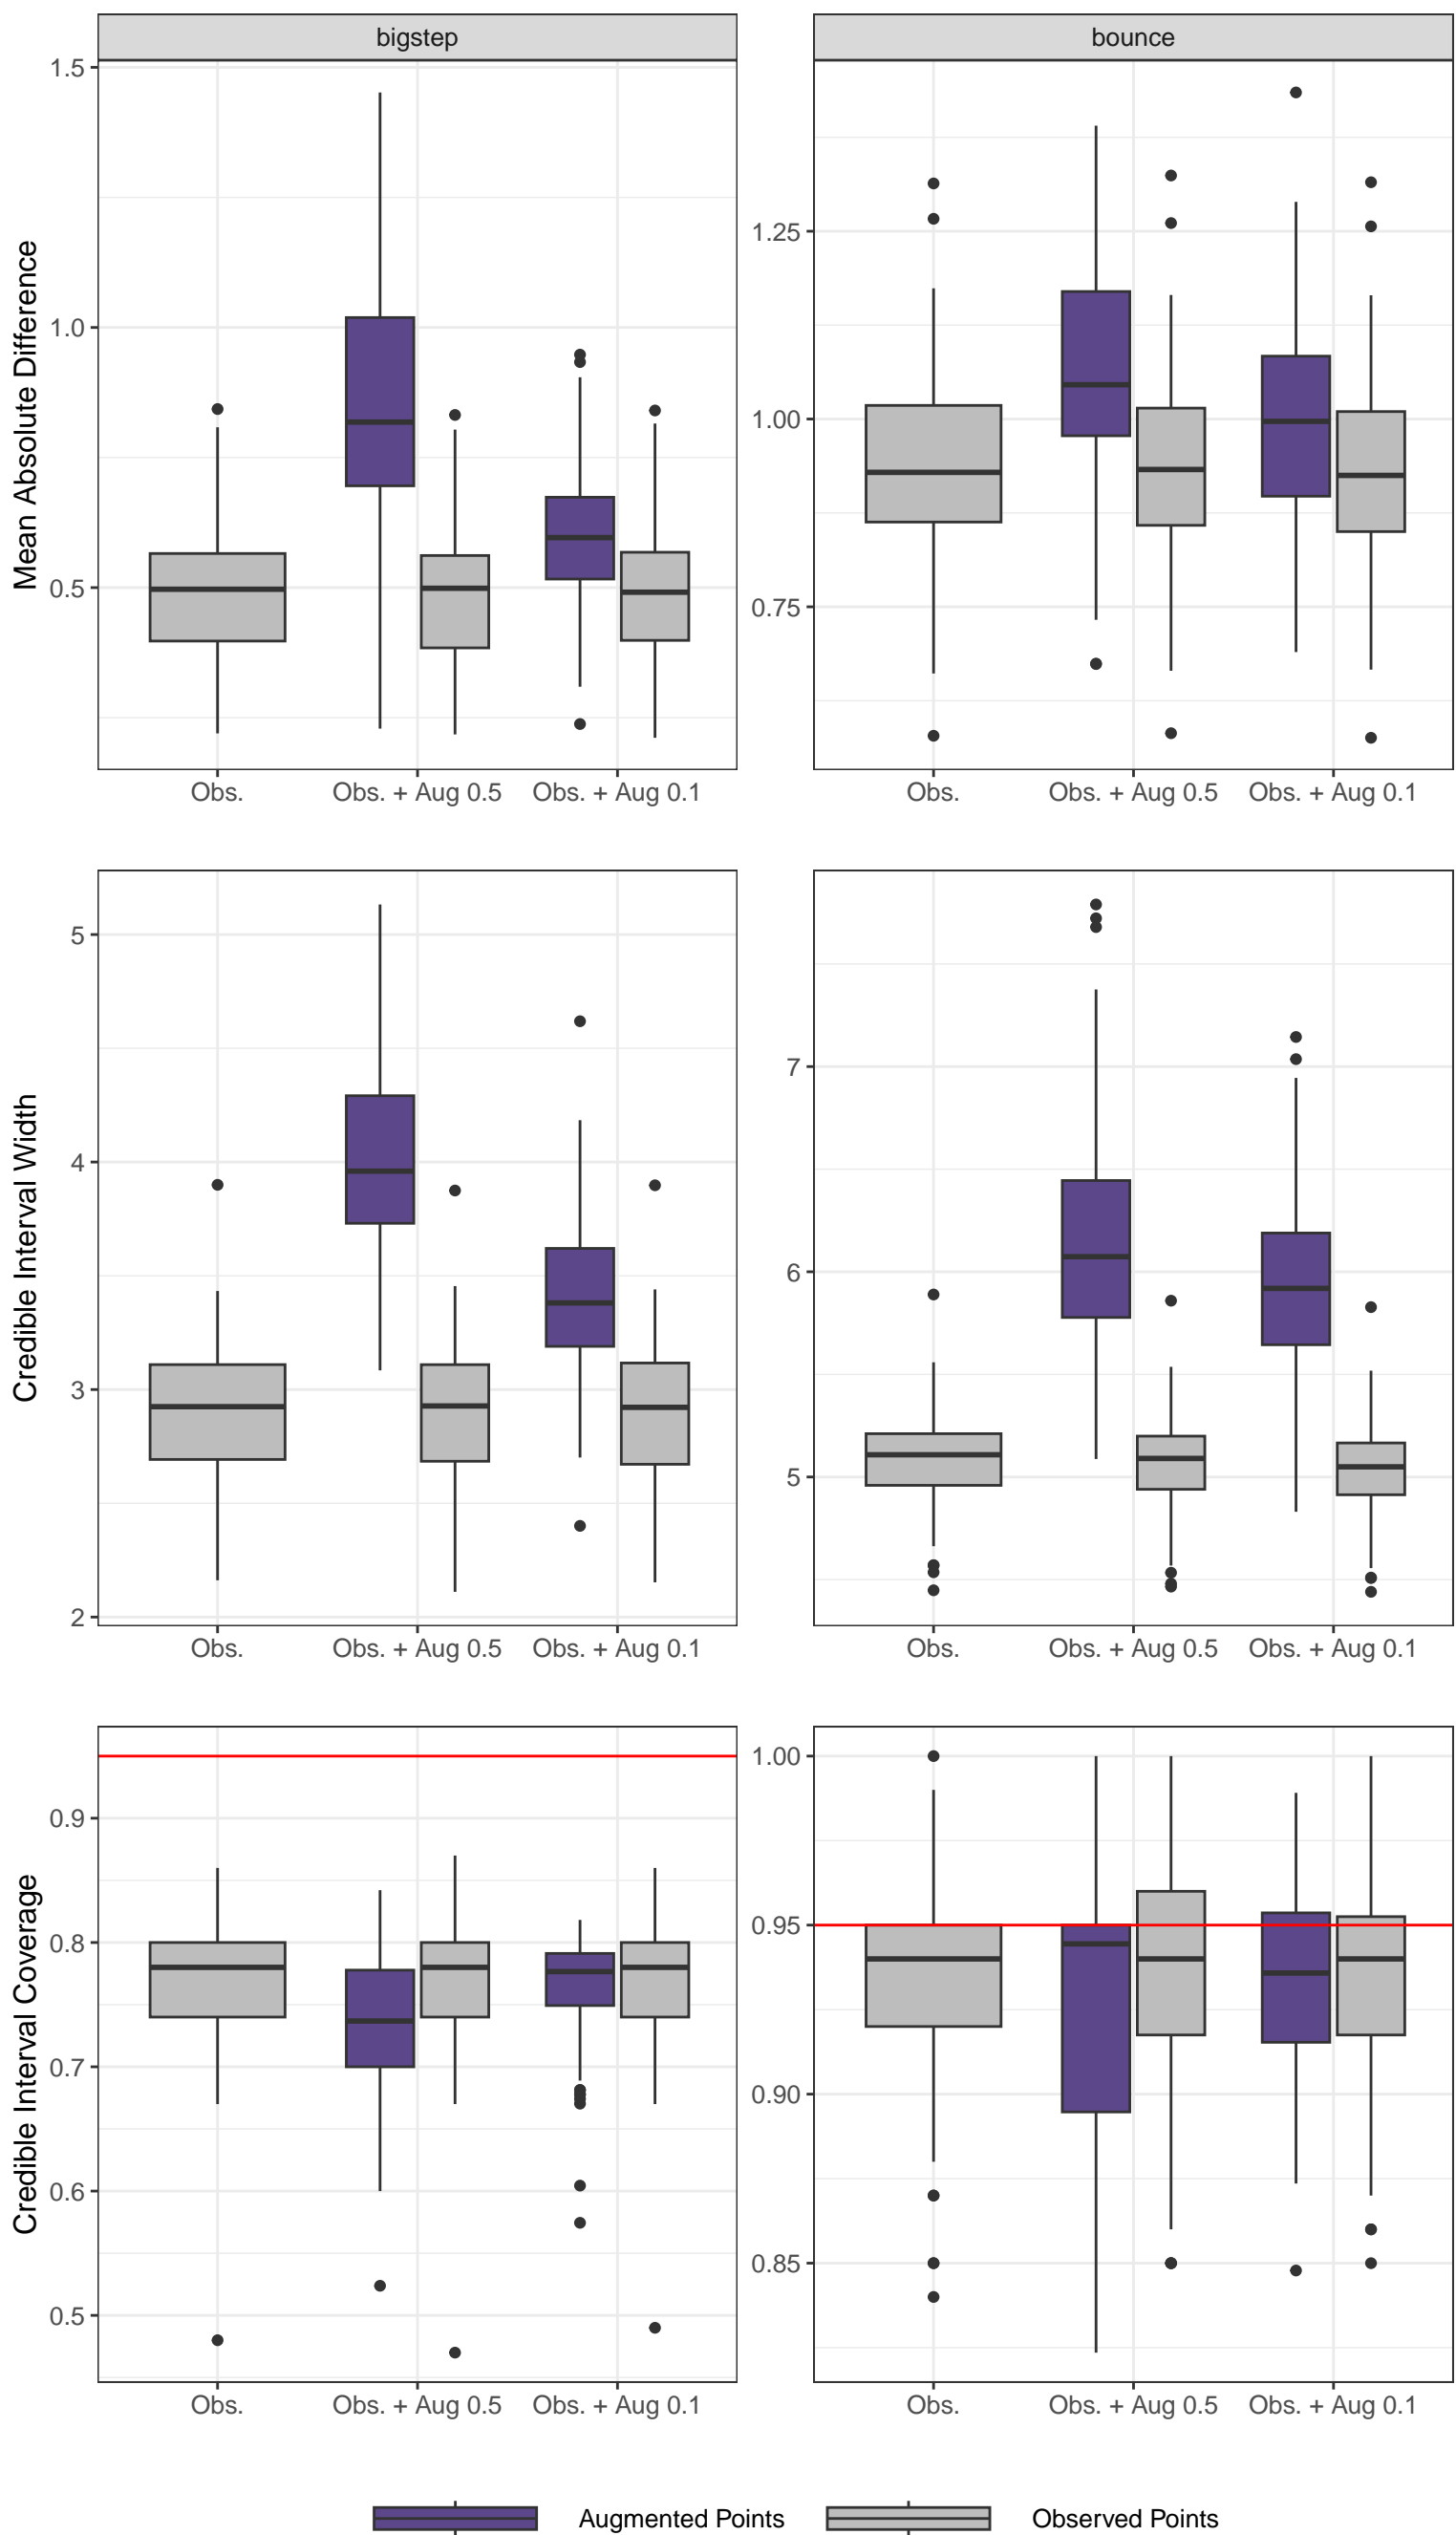 bigstep
bounce
Mean Absolute Difference
1.5
1.0
0.5
1.25
1.00
0.75
Obs.
Obs. + Aug 0.5
Obs. + Aug 0.1
Obs.
Obs. + Aug 0.5
Obs. + Aug 0.1
Credible Interval Width
5
4
3
2
7
6
5
Obs.
Obs. + Aug 0.5
Obs. + Aug 0.1
Obs.
Obs. + Aug 0.5
Obs. + Aug 0.1
Credible Interval Coverage
0.9
0.8
0.7
0.6
0.5
1.00
0.95
0.90
0.85
Obs.
Obs. + Aug 0.5
Obs. + Aug 0.1
Obs.
Obs. + Aug 0.5
Obs. + Aug 0.1
Augmented Points
Observed Points